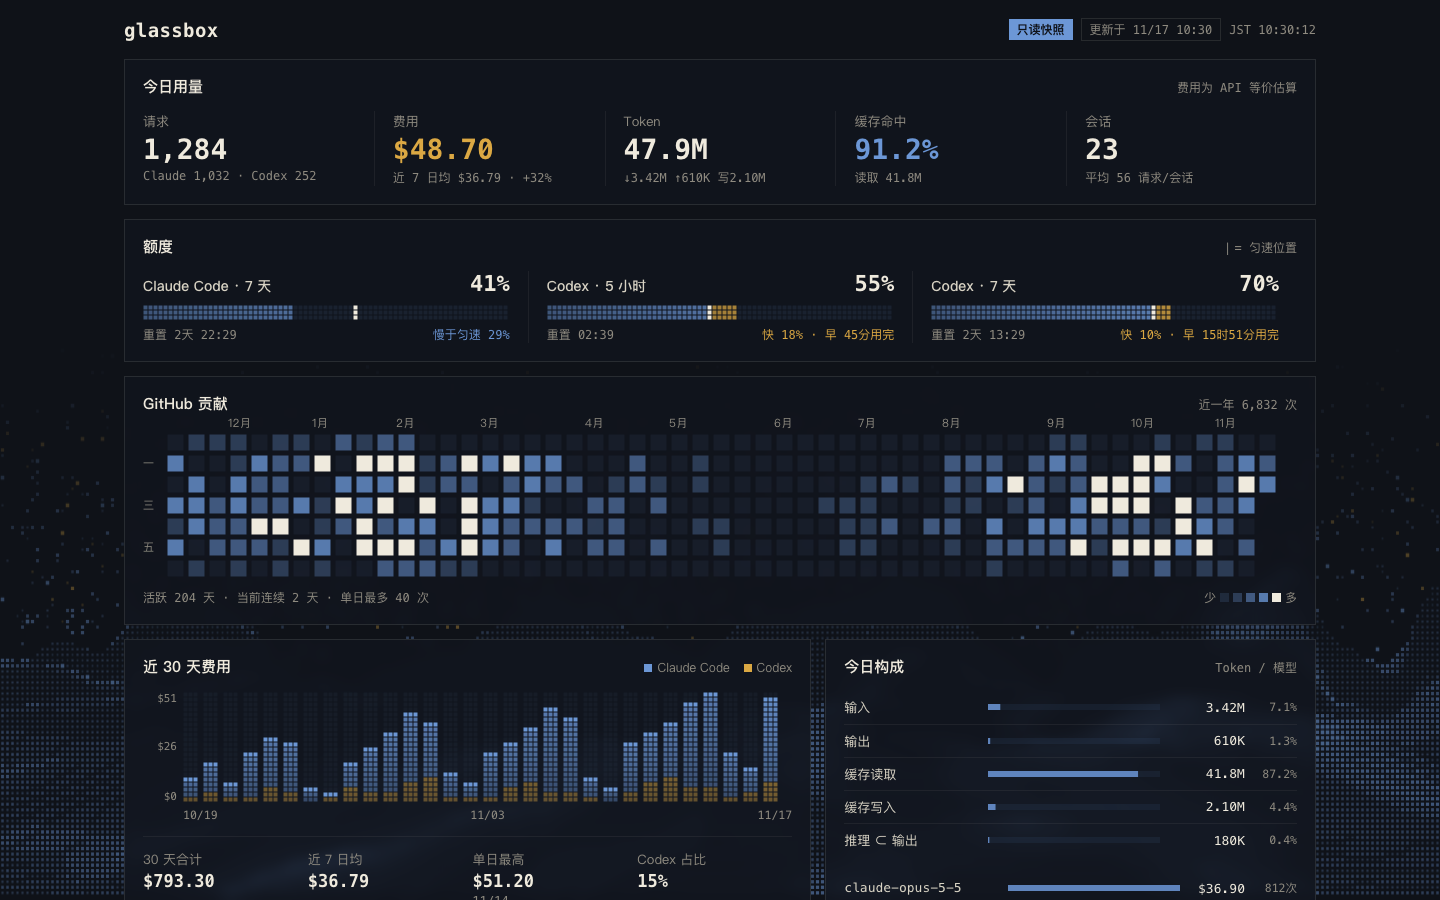 glassbox
只读快照 更新于 11/17 10:30 JST 10:30:12
今日用量 费用为 API 等价估算
请求 费用 Token 缓存命中 会话
1,284 $48.70 47.9M 91.2% 23
Claude 1,032 · Codex 252 近 7 日均 $36.79 · +32% ↓3.42M ↑610K 写2.10M 读取 41.8M 平均 56 请求/会话
额度 | = 匀速位置
Claude Code · 7 天 41% Codex · 5 小时 55% Codex · 7 天 70%
重置 2天 22:29 慢于匀速 29% 重置 02:39 快 18% · 早 45分用完 重置 2天 13:29 快 10% · 早 15时51分用完
GitHub 贡献 近一年 6,832 次
12月 1月 2月 3月 4月 5月 6月 7月 8月 9月 10月 11月
一
三
五
活跃 204 天 · 当前连续 2 天 · 单日最多 40 次 少 多
近 30 天费用 Claude Code Codex
$51
$26
$0
10/19 11/03 11/17
30 天合计 近 7 日均 单日最高 Codex 占比
$793.30 $36.79 $51.20 15%
今日构成 Token / 模型
输入 3.42M 7.1%
输出 610K 1.3%
缓存读取 41.8M 87.2%
缓存写入 2.10M 4.4%
推理 ⊂ 输出 180K 0.4%
claude-opus-5-5 $36.90 812次